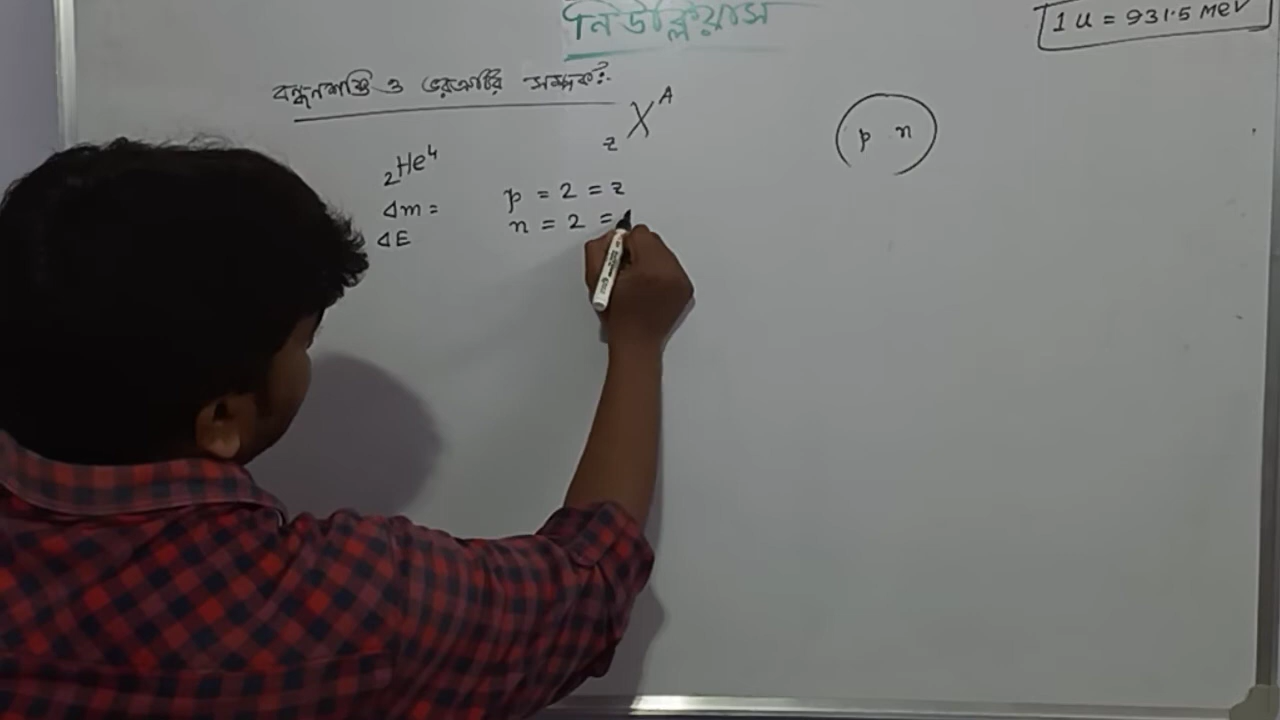 নিউক্লিয়াস
1 u = 931.5 MeV
বন্ধনশক্তি ও ভরত্রুটির সম্পর্ক:-
zX^A
p n
₂He⁴
Δm =
ΔE
p = 2 = z
n = 2 =